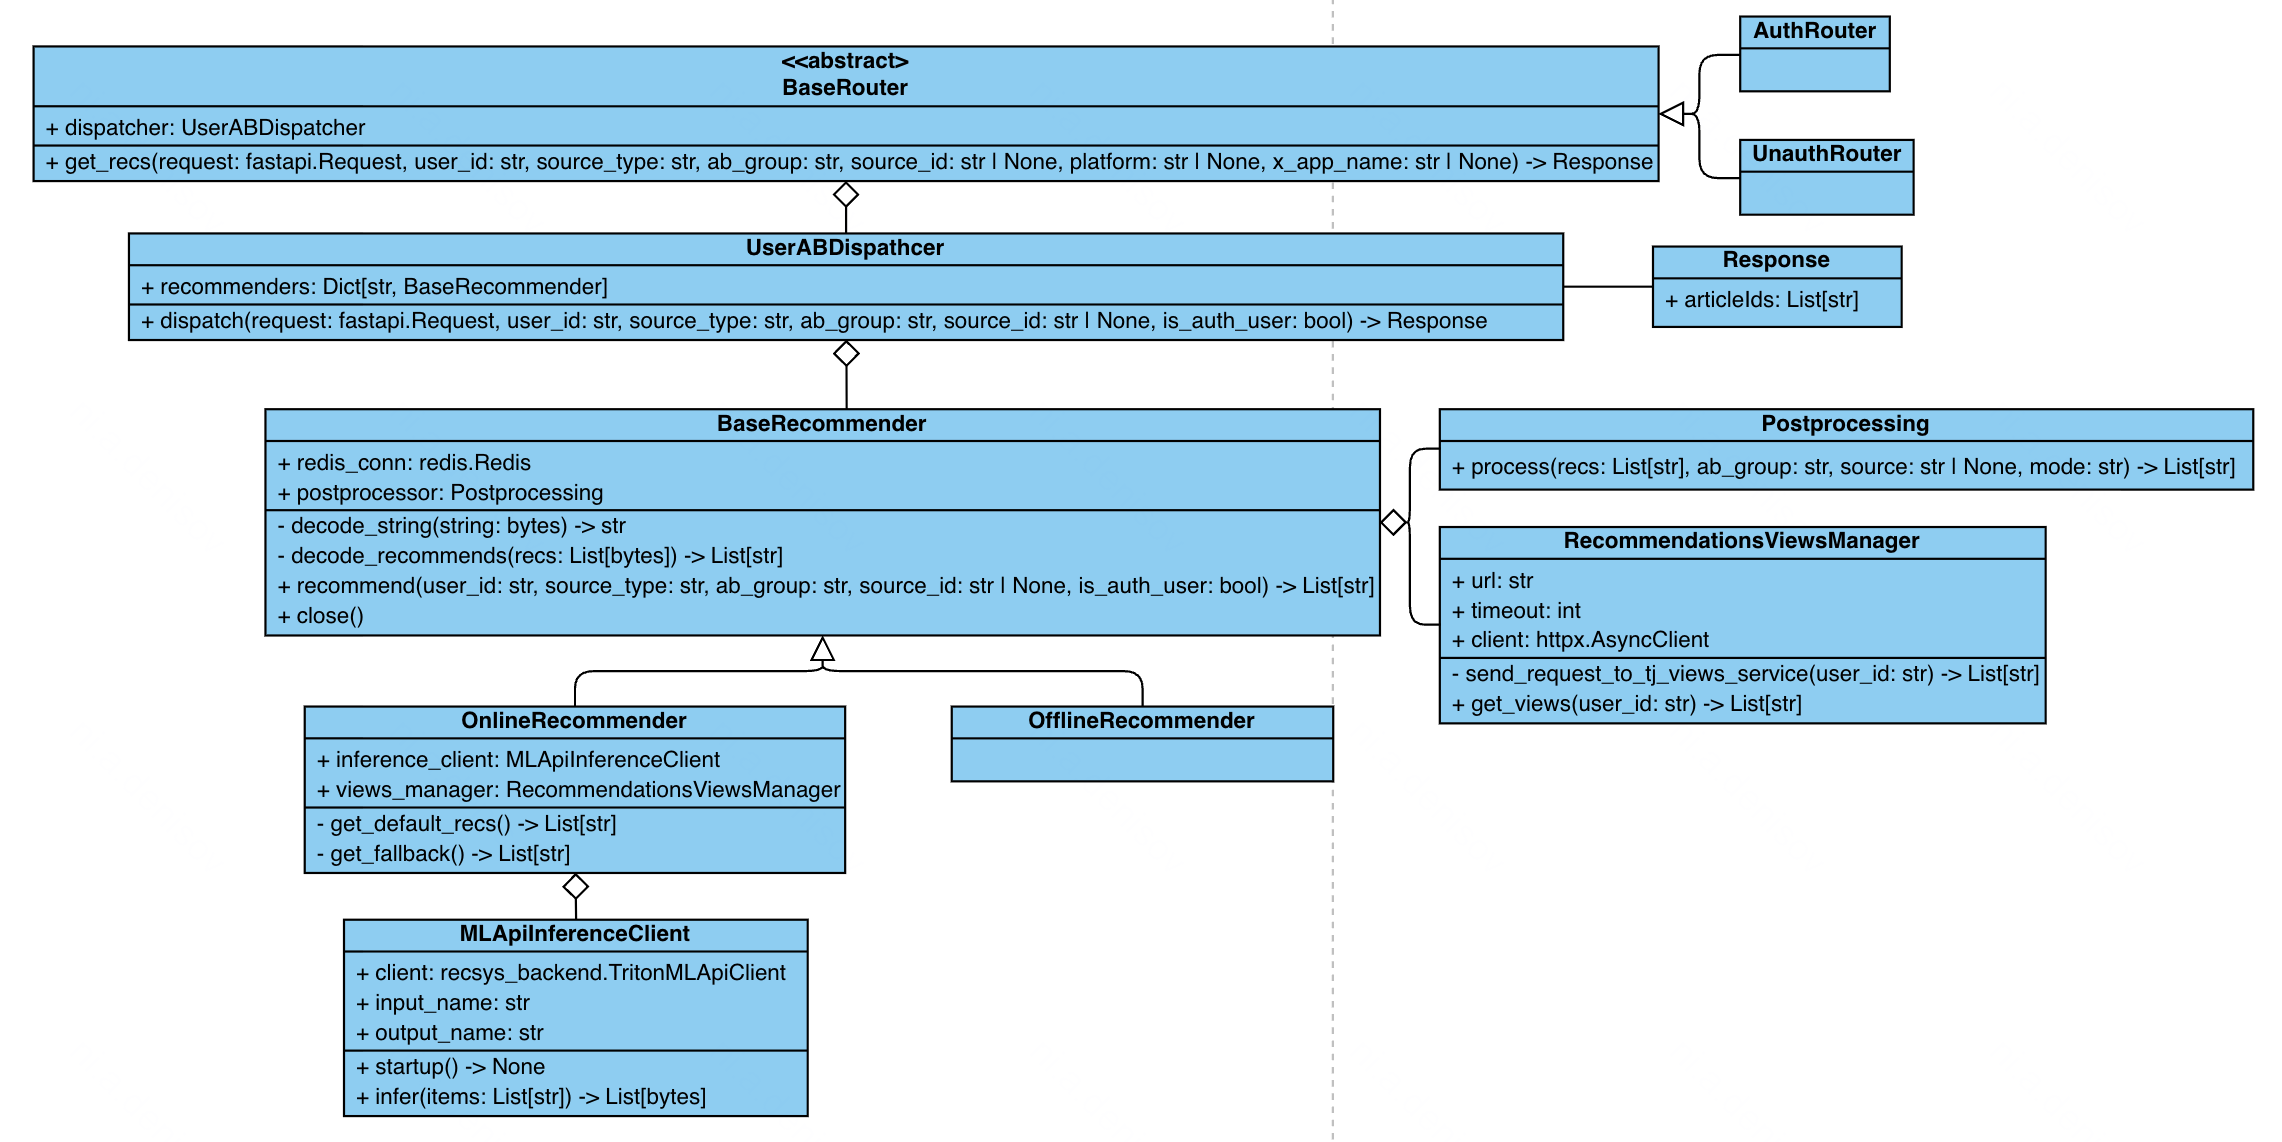 <<abstract>>
BaseRouter
+ dispatcher: UserABDispatcher
+ get_recs(request: fastapi.Request, user_id: str, source_type: str, ab_group: str, source_id: str | None, platform: str | None, x_app_name: str | None) -> Response
AuthRouter
UnauthRouter
UserABDispathcer
+ recommenders: Dict[str, BaseRecommender]
+ dispatch(request: fastapi.Request, user_id: str, source_type: str, ab_group: str, source_id: str | None, is_auth_user: bool) -> Response
Response
+ articleIds: List[str]
BaseRecommender
+ redis_conn: redis.Redis
+ postprocessor: Postprocessing
- decode_string(string: bytes) -> str
- decode_recommends(recs: List[bytes]) -> List[str]
+ recommend(user_id: str, source_type: str, ab_group: str, source_id: str | None, is_auth_user: bool) -> List[str]
+ close()
Postprocessing
+ process(recs: List[str], ab_group: str, source: str | None, mode: str) -> List[str]
RecommendationsViewsManager
+ url: str
+ timeout: int
+ client: httpx.AsyncClient
- send_request_to_tj_views_service(user_id: str) -> List[str]
+ get_views(user_id: str) -> List[str]
OnlineRecommender
+ inference_client: MLApiInferenceClient
+ views_manager: RecommendationsViewsManager
- get_default_recs() -> List[str]
- get_fallback() -> List[str]
OfflineRecommender
MLApiInferenceClient
+ client: recsys_backend.TritonMLApiClient
+ input_name: str
+ output_name: str
+ startup() -> None
+ infer(items: List[str]) -> List[bytes]